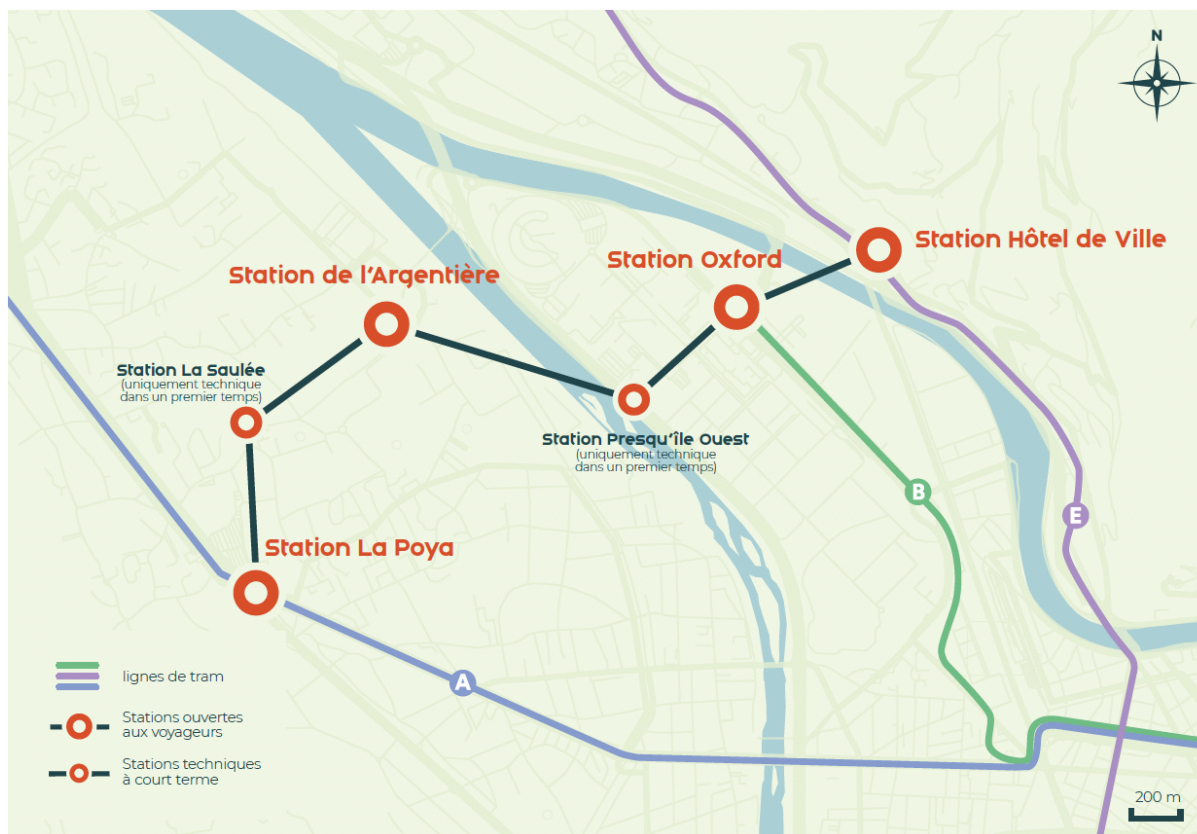 N
Station Hôtel de Ville
Station Oxford
Station de l'Argentière
Station La Saulée
(uniquement technique
dans un premier temps)
Station Presqu'île Ouest
(uniquement technique
dans un premier temps)
B
E
Station La Poya
A
lignes de tram
Stations ouvertes
aux voyageurs
Stations techniques
à court terme
200 m